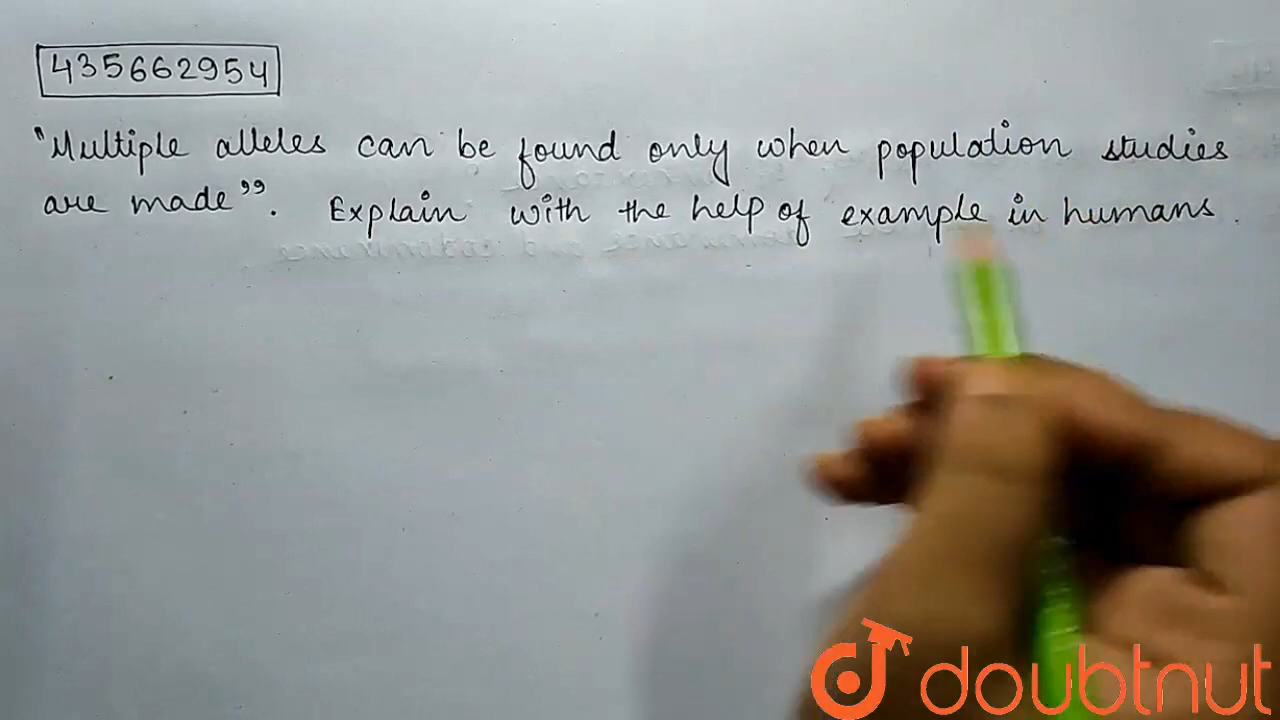 435662954
"Multiple alleles can be found only when population studies
are made". Explain with the help of example in humans.
doubtnut